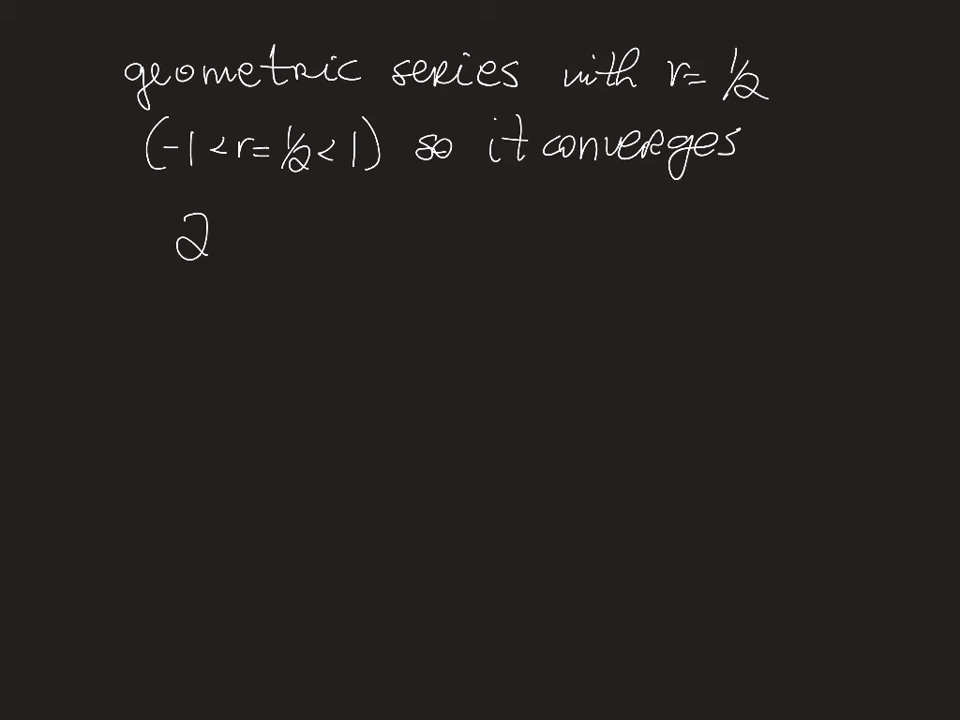 geometric series with r= 1/2
(-1 < r= 1/2 < 1) so it converges
2